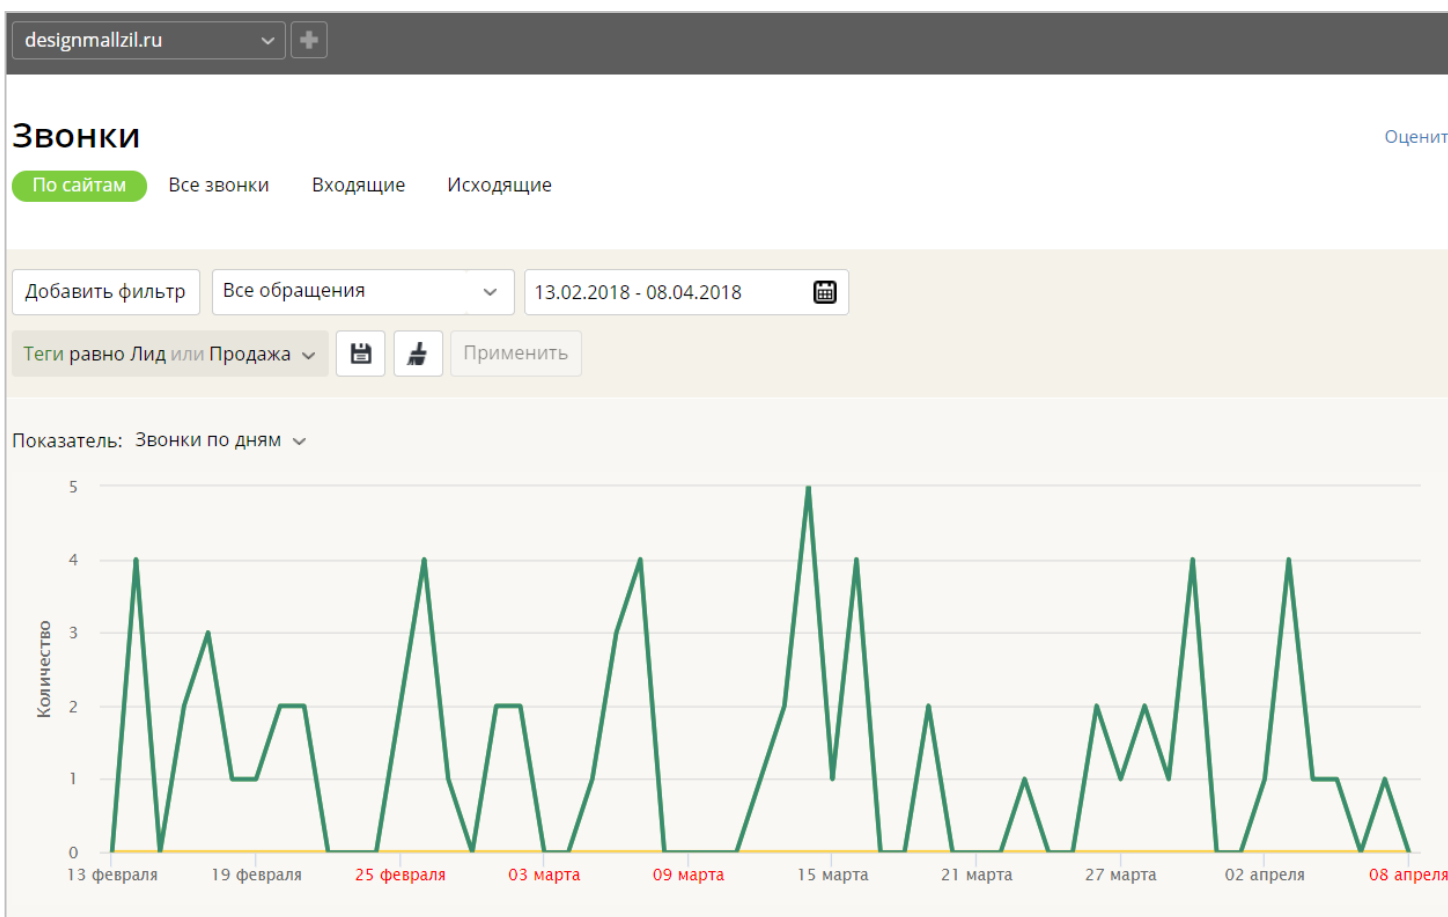 designmallzil.ru
Звонки
Оценит
По сайтам Все звонки Входящие Исходящие
Добавить фильтр Все обращения 13.02.2018 - 08.04.2018
Теги равно Лид или Продажа Применить
Показатель: Звонки по дням
5
4
3
2
1
0
Количество
13 февраля 19 февраля 25 февраля 03 марта 09 марта 15 марта 21 марта 27 марта 02 апреля 08 апреля